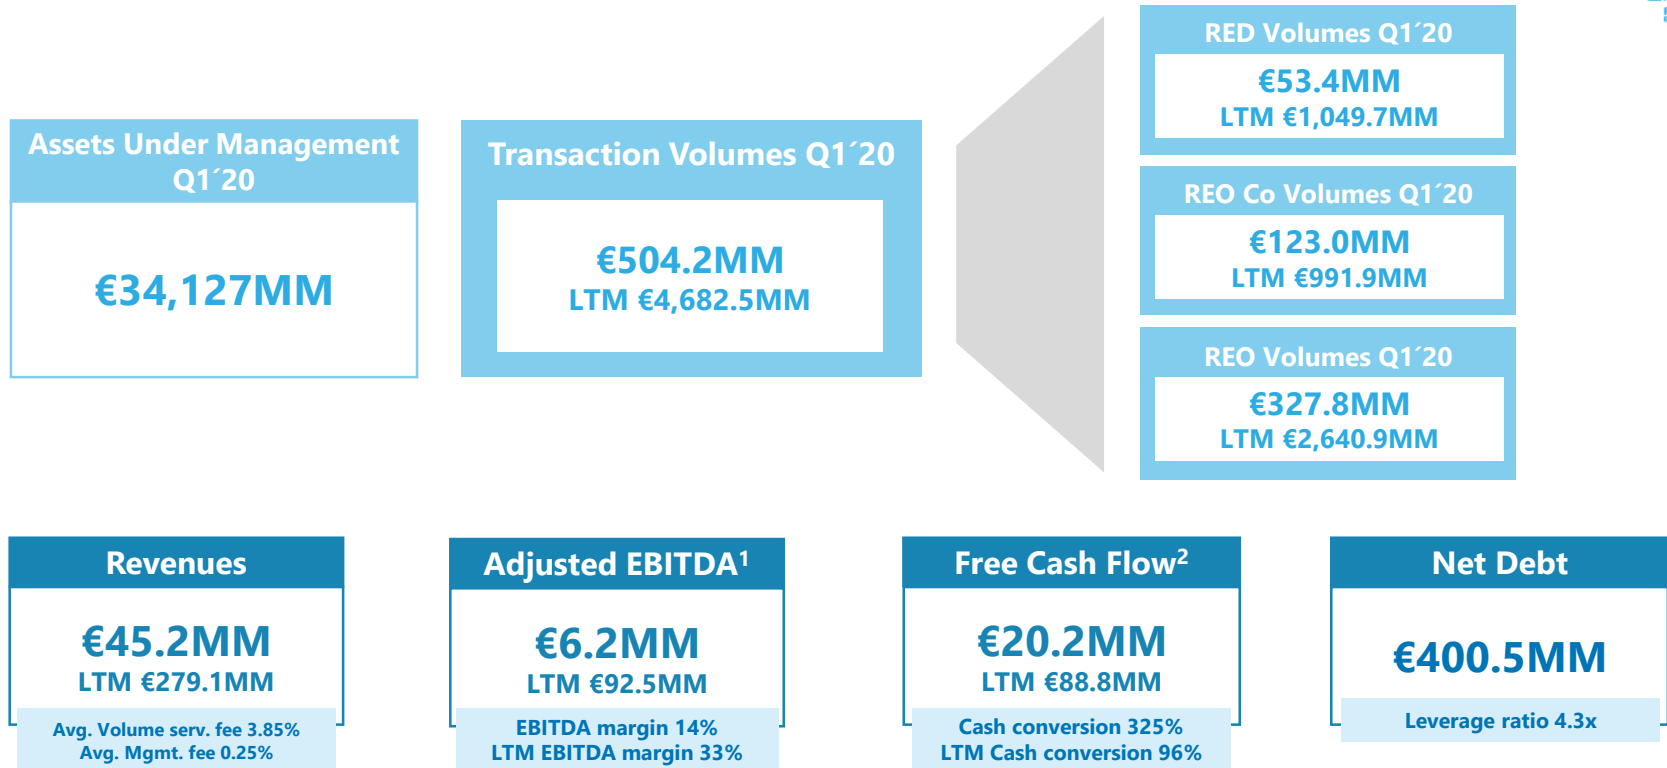 Assets Under Management
Q1´20
€34,127MM
Transaction Volumes Q1´20
€504.2MM
LTM €4,682.5MM
RED Volumes Q1´20
€53.4MM
LTM €1,049.7MM
REO Co Volumes Q1´20
€123.0MM
LTM €991.9MM
REO Volumes Q1´20
€327.8MM
LTM €2,640.9MM
Revenues
€45.2MM
LTM €279.1MM
Avg. Volume serv. fee 3.85%
Avg. Mgmt. fee 0.25%
Adjusted EBITDA¹
€6.2MM
LTM €92.5MM
EBITDA margin 14%
LTM EBITDA margin 33%
Free Cash Flow²
€20.2MM
LTM €88.8MM
Cash conversion 325%
LTM Cash conversion 96%
Net Debt
€400.5MM
Leverage ratio 4.3x